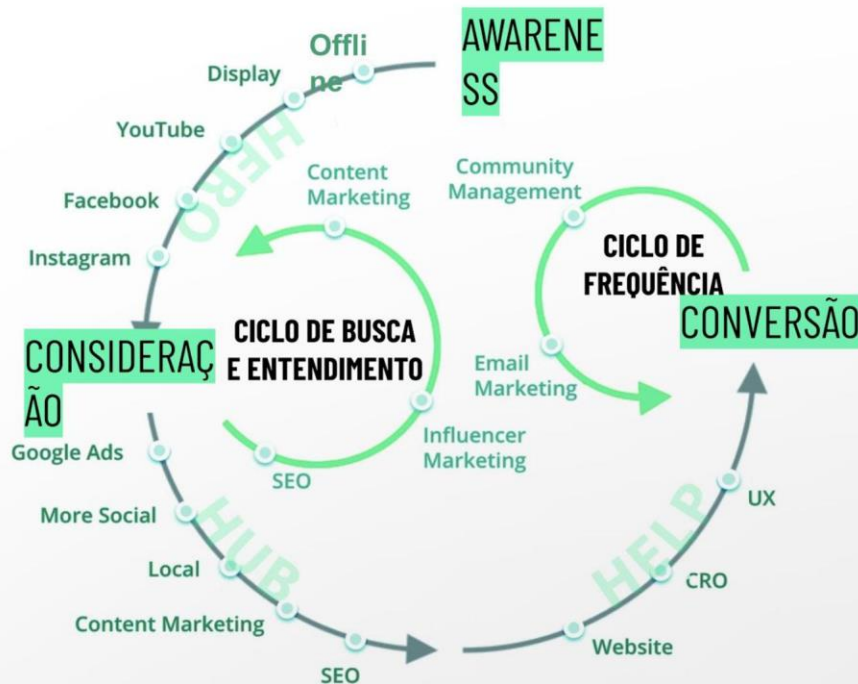 AWARENE
SS
Offli
ne
Display
YouTube
Facebook
Instagram
HERO
Content
Marketing
Community
Management
CICLO DE
FREQUÊNCIA
CONVERSÃO
CICLO DE BUSCA
E ENTENDIMENTO
CONSIDERAÇ
ÃO
Email
Marketing
Influencer
Marketing
SEO
Google Ads
More Social
Local
Content Marketing
SEO
HUB
HELP
UX
CRO
Website